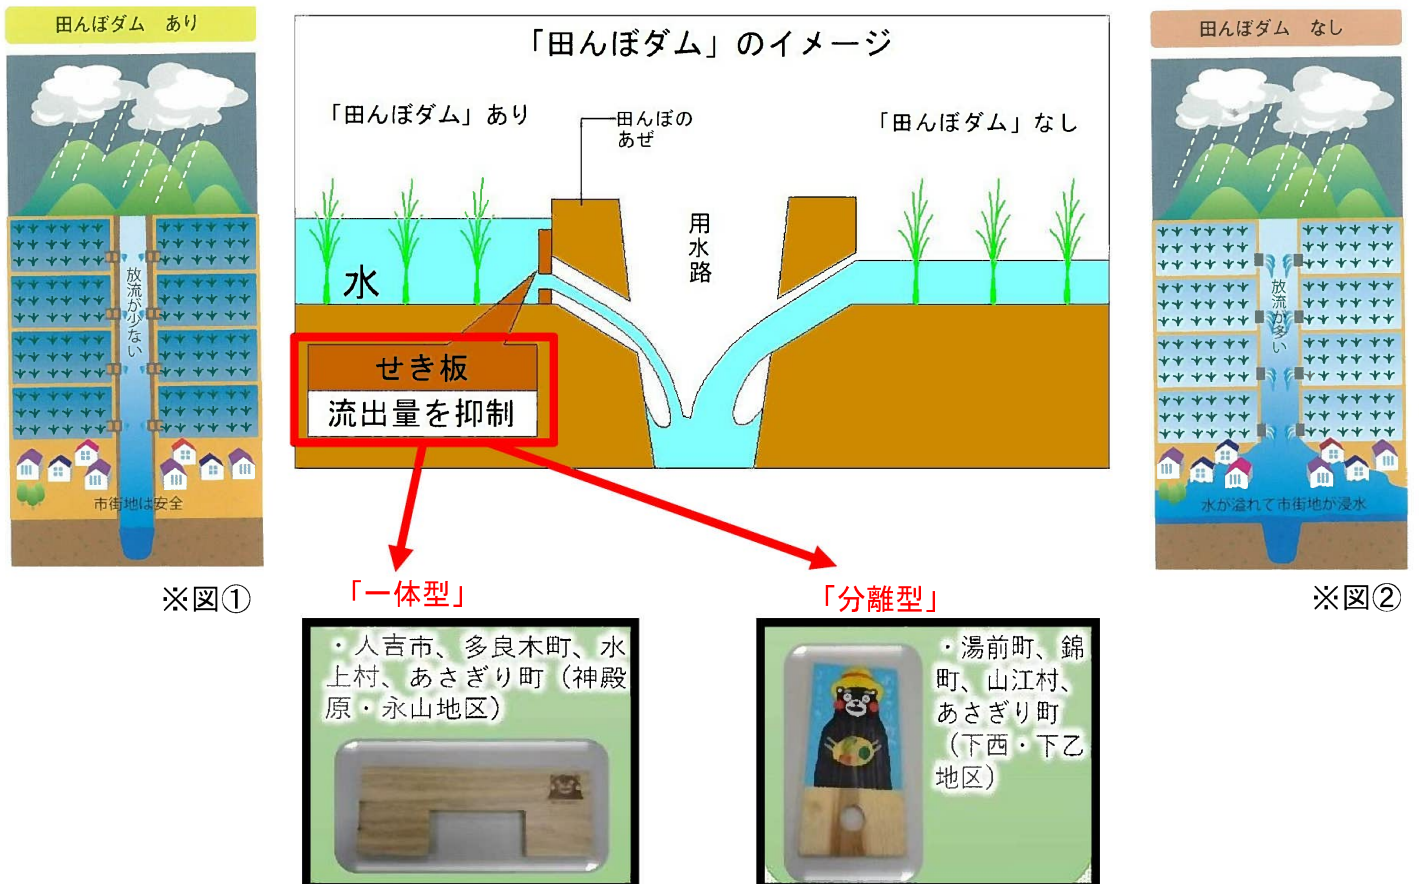 田んぼダム　あり
「田んぼダム」のイメージ
田んぼダム　なし
「田んぼダム」あり
田んぼの
あぜ
「田んぼダム」なし
用水路
水
放流が少ない
放流が多い
せき板
流出量を抑制
市街地は安全
水が溢れて市街地が浸水
※図①
※図②
「一体型」
「分離型」
・人吉市、多良木町、水
上村、あさぎり町（神殿
原・永山地区）
・湯前町、錦
町、山江村、
あさぎり町
（下西・下乙
地区）